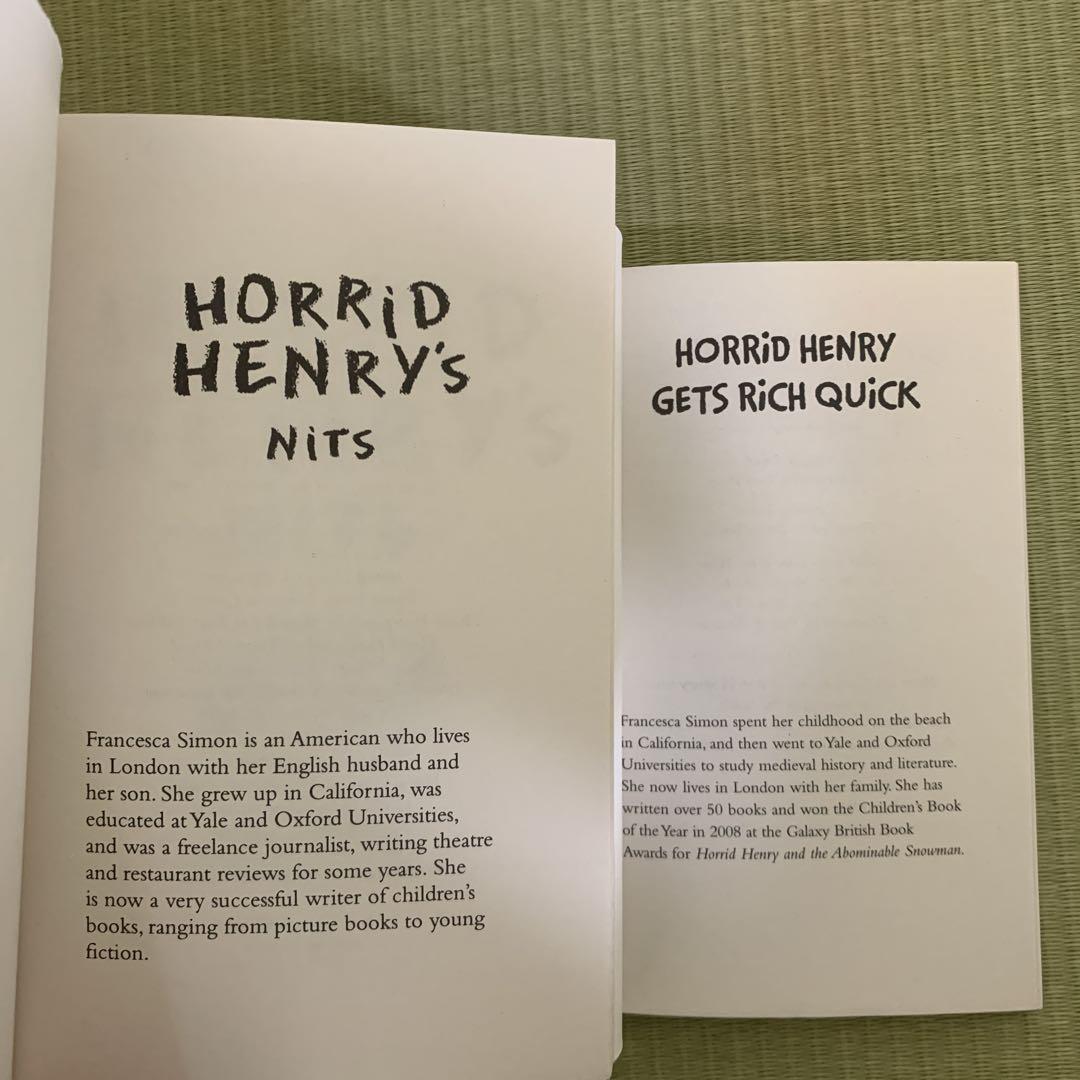 HORRiD
HENRY'S
NiTS
Francesca Simon is an American who lives
in London with her English husband and
her son. She grew up in California, was
educated at Yale and Oxford Universities,
and was a freelance journalist, writing theatre
and restaurant reviews for some years. She
is now a very successful writer of children's
books, ranging from picture books to young
fiction.
HORRiD HENRY
GETS RiCH QUiCK
Francesca Simon spent her childhood on the beach
in California, and then went to Yale and Oxford
Universities to study medieval history and literature.
She now lives in London with her family. She has
written over 50 books and won the Children's Book
of the Year in 2008 at the Galaxy British Book
Awards for Horrid Henry and the Abominable Snowman.